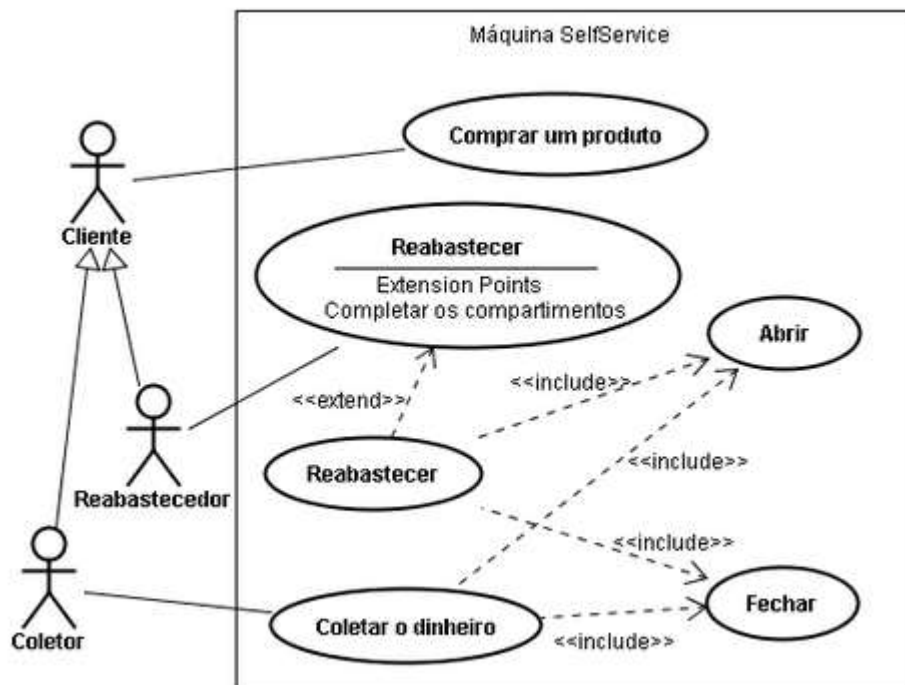 Máquina SelfService
Comprar um produto
Cliente
Reabastecer
Extension Points
Completar os compartimentos
Abrir
<<include>>
<<extend>>
Reabastecer
<<include>>
Reabastecedor
<<include>>
Fechar
Coletar o dinheiro
<<include>>
Coletor